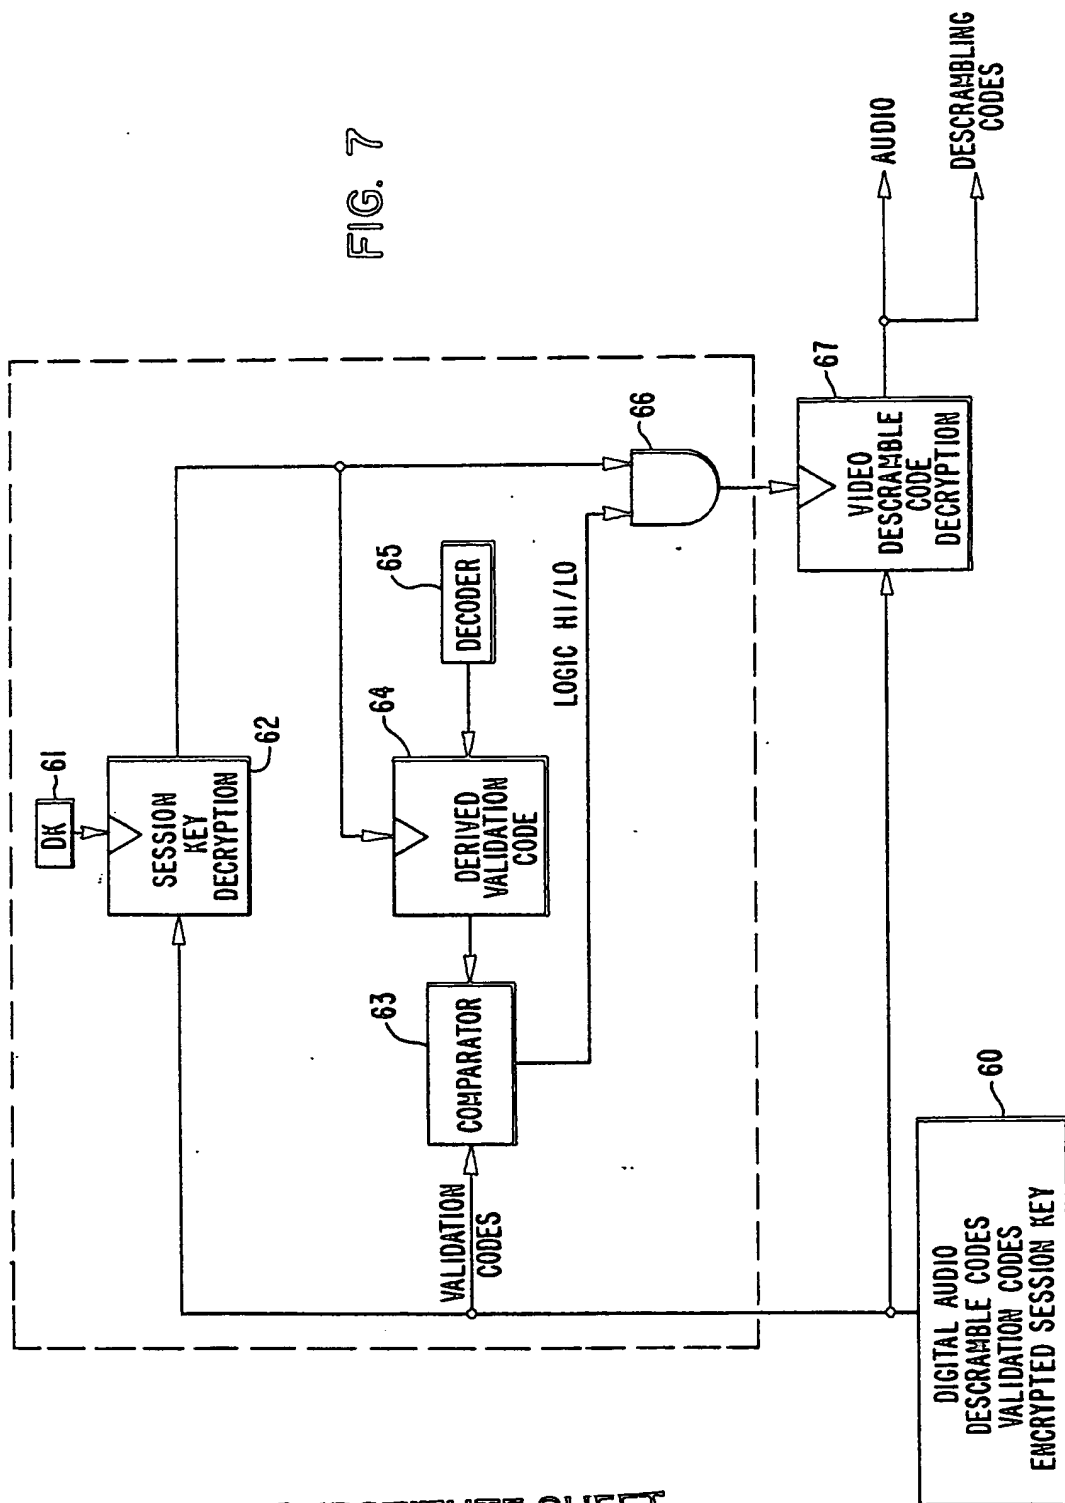 FIG. 7
61
DK
SESSION
KEY
DECRYPTION
62
65
DECODER
64
DERIVED
VALIDATION
CODE
63
COMPARATOR
VALIDATION
CODES
LOGIC HI/LO
66
67
VIDEO
DESCRAMBLE
CODE
DECRYPTION
AUDIO
DESCRAMBLING
CODES
60
DIGITAL AUDIO
DESCRAMBLE CODES
VALIDATION CODES
ENCRYPTED SESSION KEY
SHEET